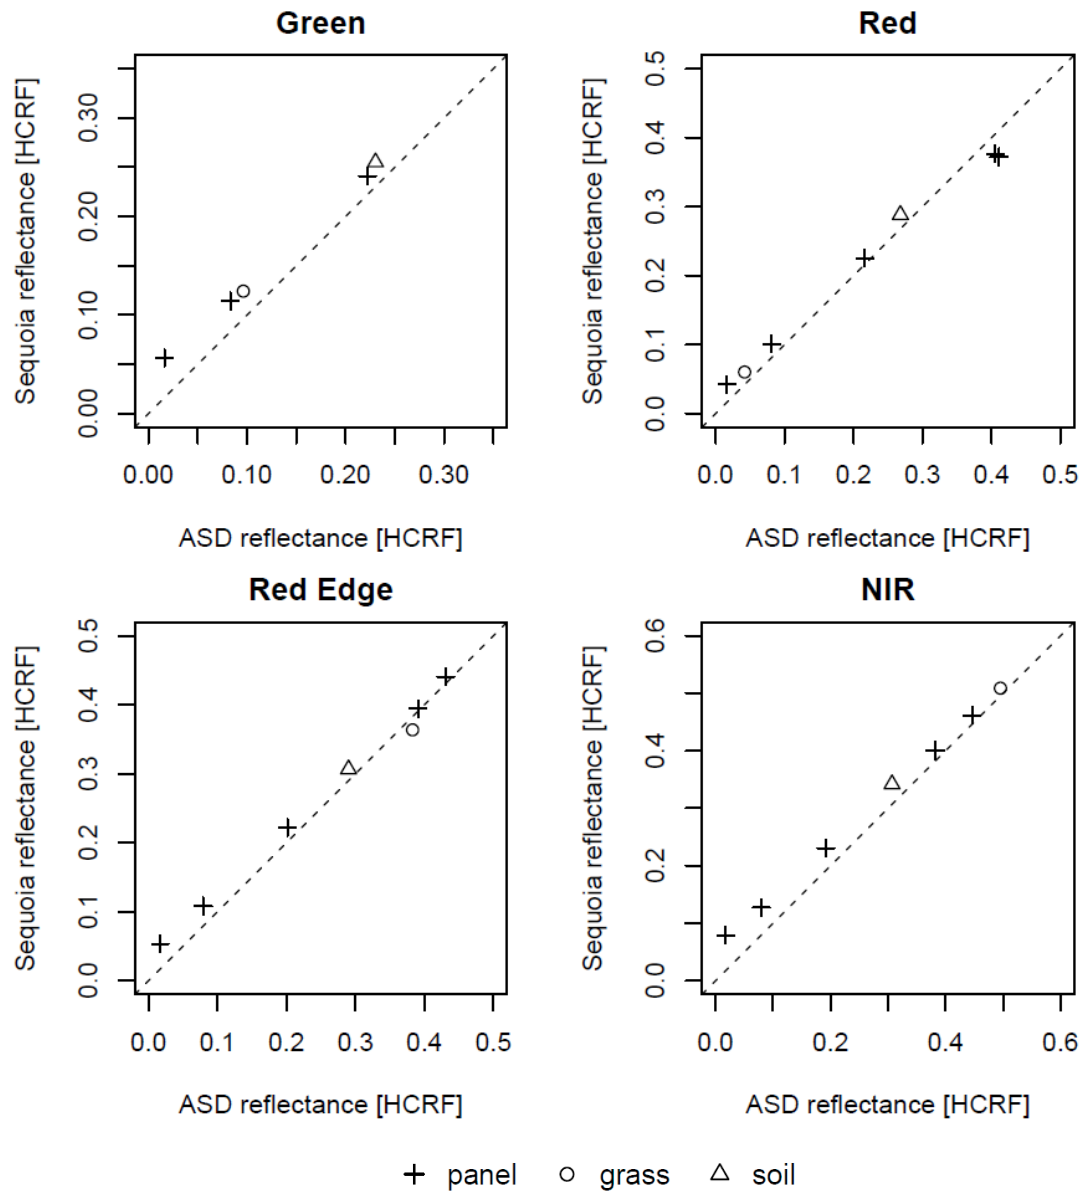 Green
Sequoia reflectance [HCRF]
0.00 0.10 0.20 0.30
0.00 0.10 0.20 0.30
ASD reflectance [HCRF]
Red
Sequoia reflectance [HCRF]
0.0 0.1 0.2 0.3 0.4 0.5
0.0 0.1 0.2 0.3 0.4 0.5
ASD reflectance [HCRF]
Red Edge
Sequoia reflectance [HCRF]
0.0 0.1 0.2 0.3 0.4 0.5
0.0 0.1 0.2 0.3 0.4 0.5
ASD reflectance [HCRF]
NIR
Sequoia reflectance [HCRF]
0.0 0.2 0.4 0.6
0.0 0.2 0.4 0.6
ASD reflectance [HCRF]
panel grass soil